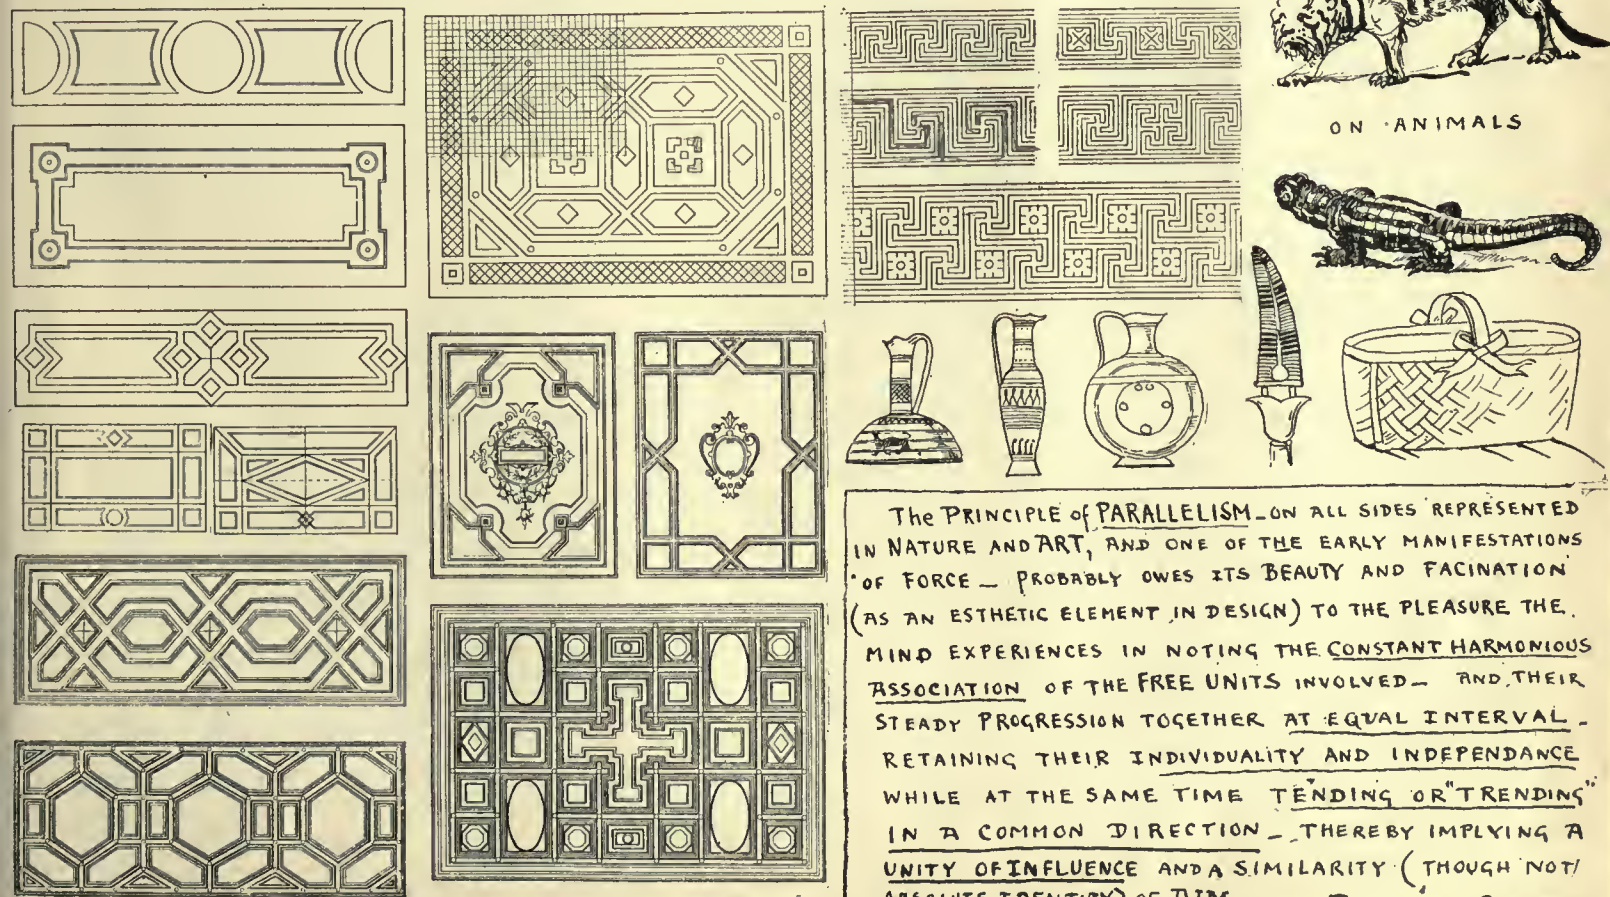 ON ANIMALS
The PRINCIPLE of PARALLELISM - ON ALL SIDES REPRESENTED
IN NATURE AND ART, AND ONE OF THE EARLY MANIFESTATIONS
OF FORCE - PROBABLY OWES ITS BEAUTY AND FACINATION
(AS AN ESTHETIC ELEMENT IN DESIGN) TO THE PLEASURE THE
MIND EXPERIENCES IN NOTING THE CONSTANT HARMONIOUS
ASSOCIATION OF THE FREE UNITS INVOLVED - AND THEIR
STEADY PROGRESSION TOGETHER AT EQUAL INTERVAL -
RETAINING THEIR INDIVIDUALITY AND INDEPENDANCE
WHILE AT THE SAME TIME TENDING OR "TRENDING"
IN A COMMON DIRECTION - THEREBY IMPLYING A
UNITY OF INFLUENCE AND A SIMILARITY (THOUGH NOT